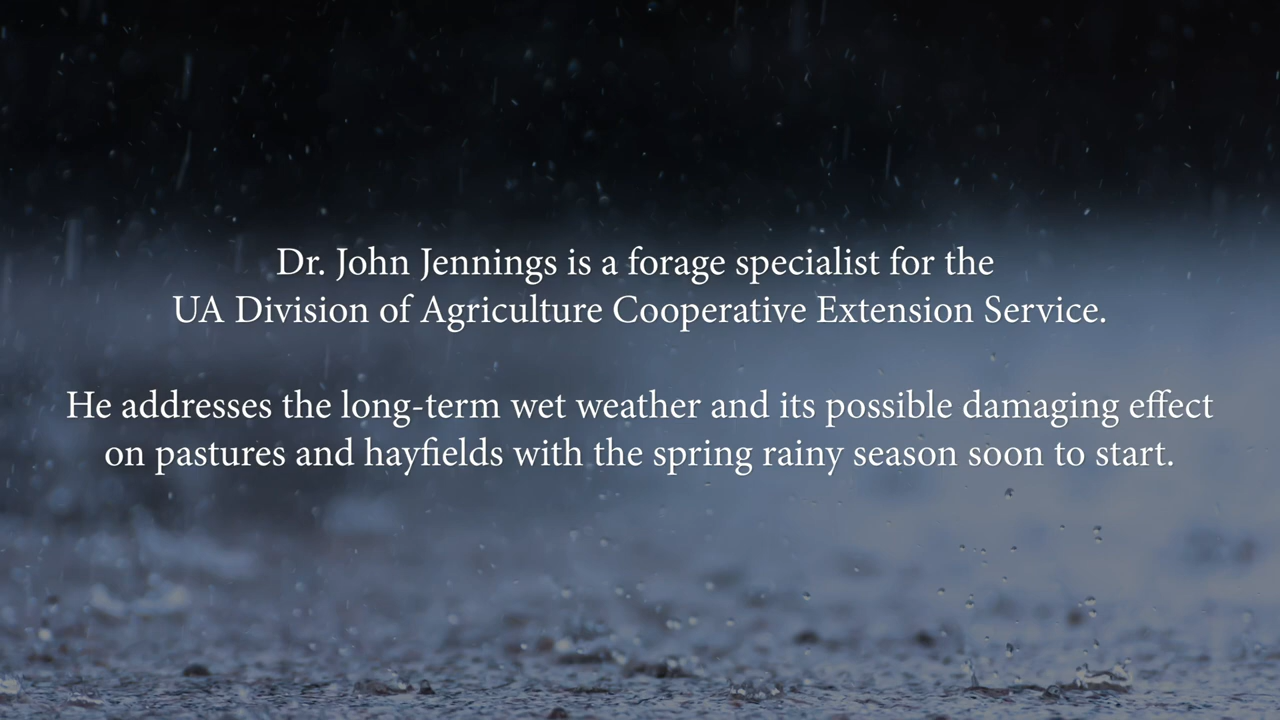 Dr. John Jennings is a forage specialist for the
UA Division of Agriculture Cooperative Extension Service.
He addresses the long-term wet weather and its possible damaging effect
on pastures and hayfields with the spring rainy season soon to start.